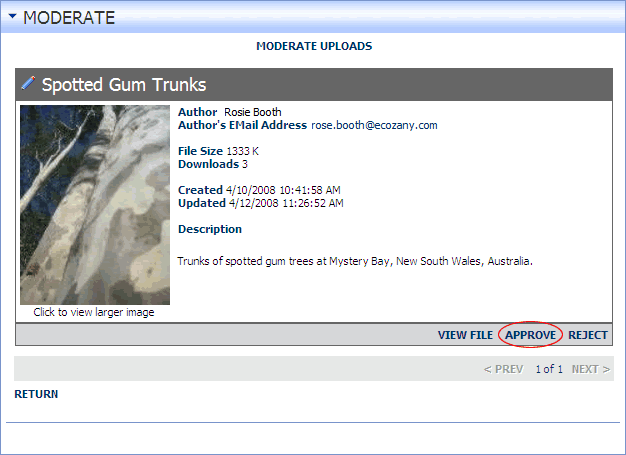 MODERATE
MODERATE UPLOADS
Spotted Gum Trunks
Author Rosie Booth
Author's EMail Address rose.booth@ecozany.com
File Size 1333 K
Downloads 3
Created 4/10/2008 10:41:58 AM
Updated 4/12/2008 11:26:52 AM
Description
Trunks of spotted gum trees at Mystery Bay, New South Wales, Australia.
Click to view larger image
VIEW FILE APPROVE REJECT
< PREV 1 of 1 NEXT >
RETURN